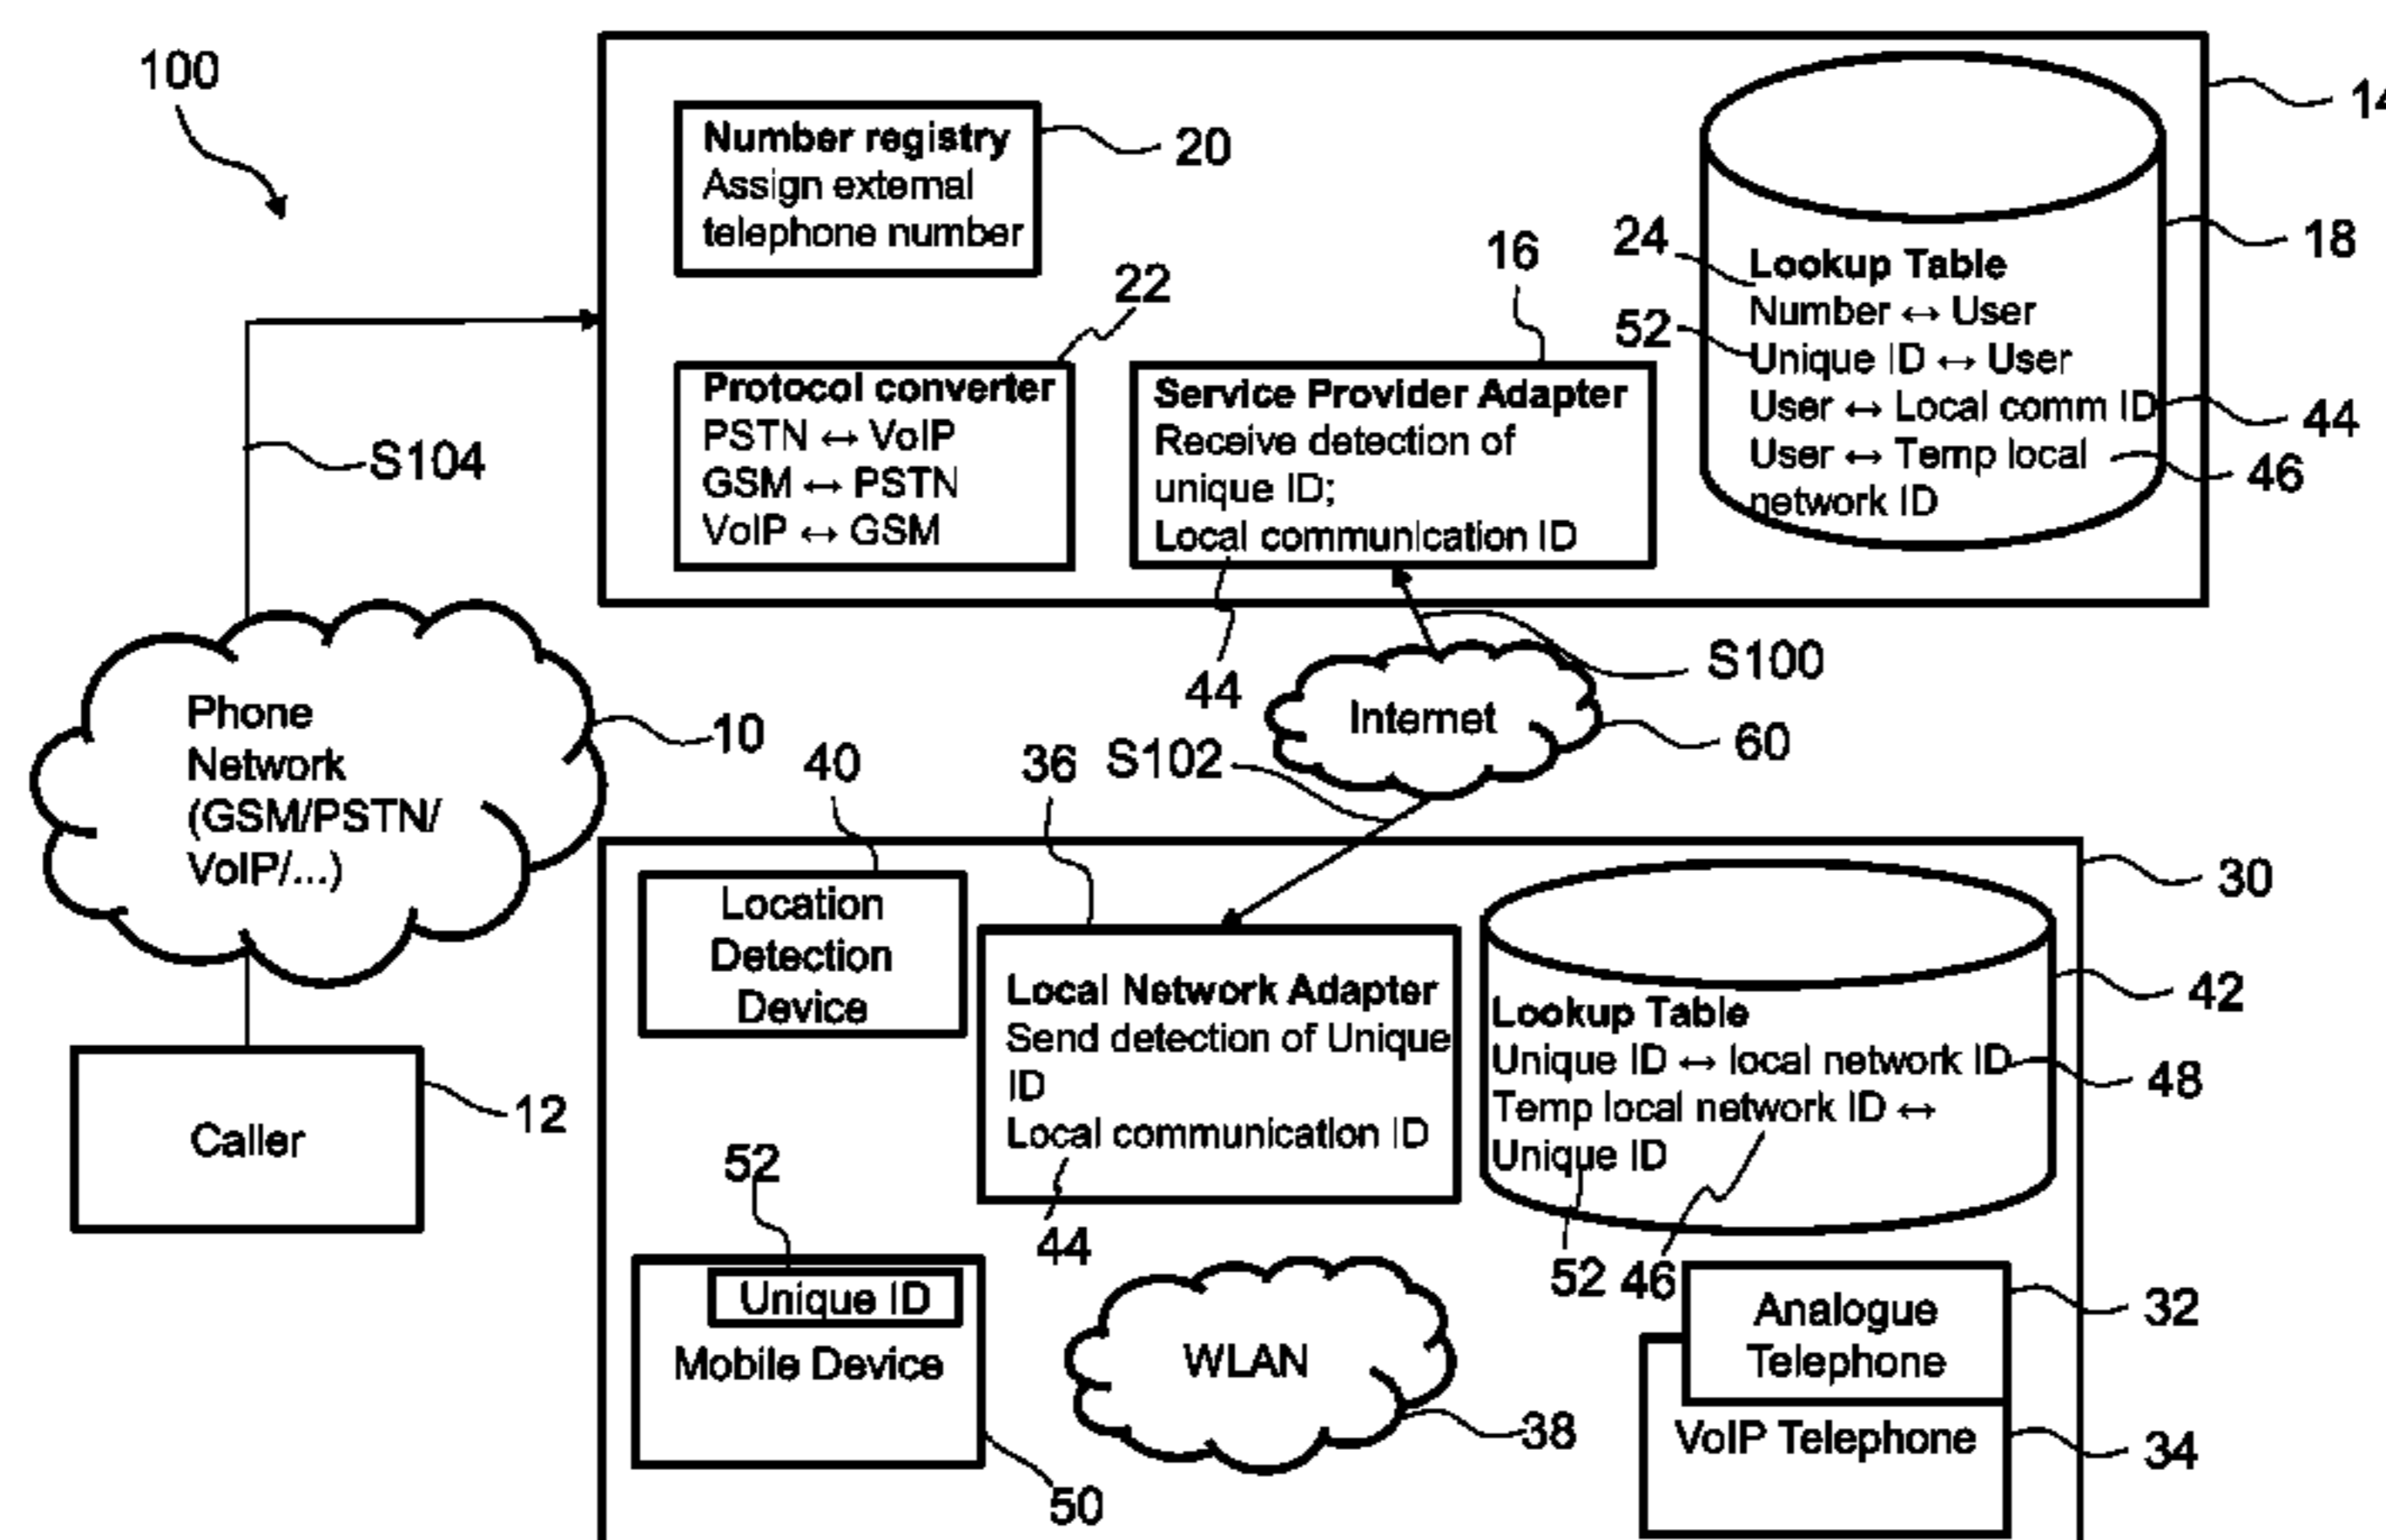 100
14
Number registry
Assign external
telephone number
20
18
24
Lookup Table
Number ↔ User
52
Unique ID ↔ User
User ↔ Local comm ID
44
User ↔ Temp local
network ID
46
16
22
Protocol converter
PSTN ↔ VoIP
GSM ↔ PSTN
VoIP ↔ GSM
Service Provider Adapter
Receive detection of
unique ID;
Local communication ID
44
S104
S100
Phone
Network
(GSM/PSTN/
VoIP/...)
10
Internet
60
S102
40
36
30
Location
Detection
Device
Local Network Adapter
Send detection of Unique
ID
Local communication ID
44
42
Lookup Table
Unique ID ↔ local network ID
48
Temp local network ID ↔
Unique ID
52
46
Caller
12
52
Unique ID
Mobile Device
50
WLAN
38
Analogue
Telephone
32
VoIP Telephone
34